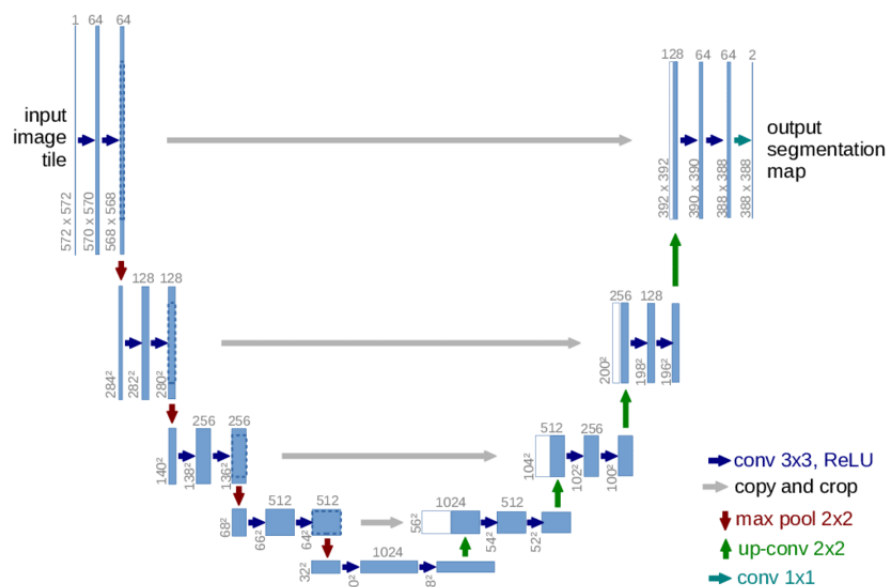 1 64 64
128 64 64 2
input
image
tile
output
segmentation
map
572 x 572
570 x 570
568 x 568
392 x 392
390 x 390
388 x 388
388 x 388
128 128
256 128
284²
282²
280²
200²
198²
196²
256 256
512 256
140²
138²
136²
104²
102²
100²
512 512
1024 512
68²
66²
64²
56²
54²
52²
1024
32²
0²
8²
conv 3x3, ReLU
copy and crop
max pool 2x2
up-conv 2x2
conv 1x1